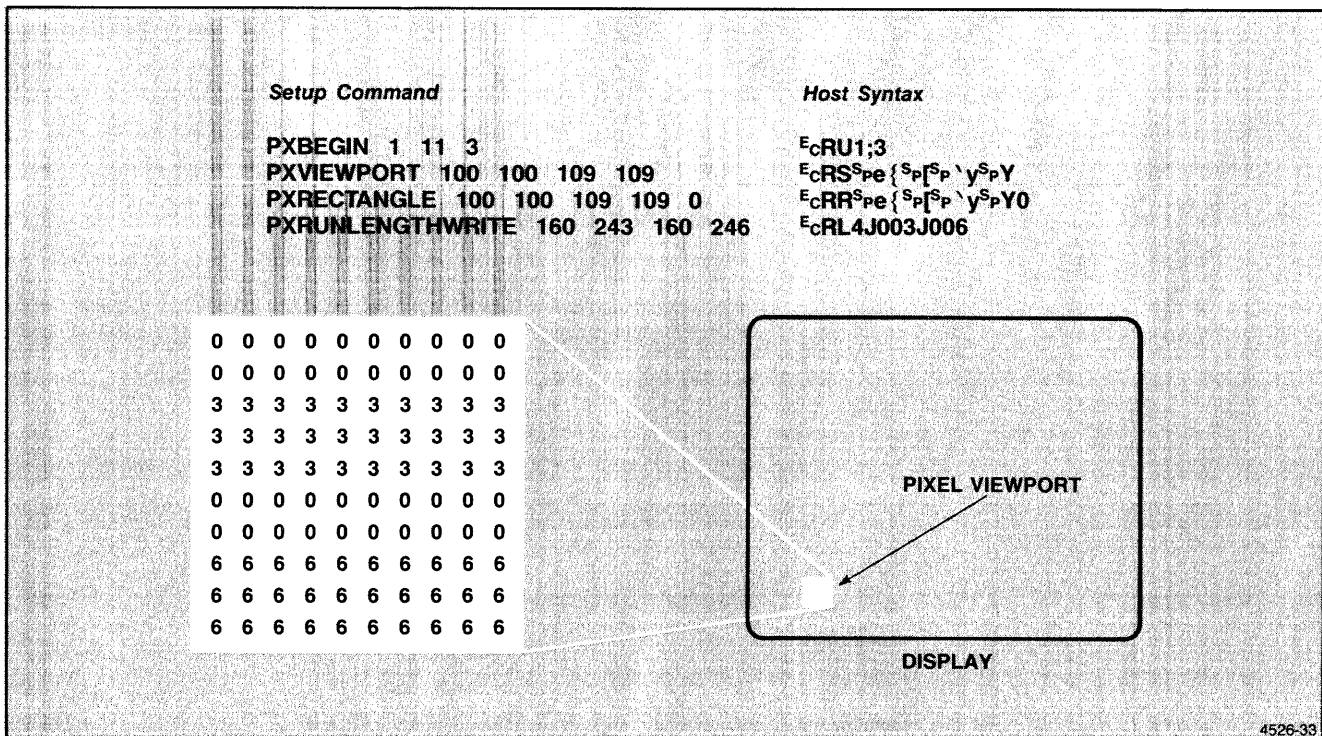 Setup Command Host Syntax
PXBEGIN 1 11 3 EcRU1;3
PXVIEWPORT 100 100 109 109 EcRSSPe{SP[SP`ySPY
PXRECTANGLE 100 100 109 109 0 EcRRSPe{SP[SP`ySPY0
PXRUNLENGTHWRITE 160 243 160 246 EcRL4J003J006
0 0 0 0 0 0 0 0 0 0
0 0 0 0 0 0 0 0 0 0
3 3 3 3 3 3 3 3 3 3
3 3 3 3 3 3 3 3 3 3
3 3 3 3 3 3 3 3 3 3
0 0 0 0 0 0 0 0 0 0
0 0 0 0 0 0 0 0 0 0
6 6 6 6 6 6 6 6 6 6
6 6 6 6 6 6 6 6 6 6
6 6 6 6 6 6 6 6 6 6
PIXEL VIEWPORT
DISPLAY
4526-33